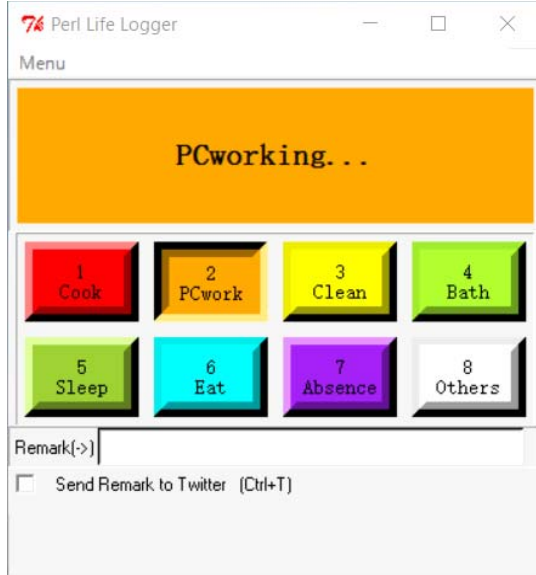 Perl Life Logger
Menu
PCworking...
1
Cook
2
PCwork
3
Clean
4
Bath
5
Sleep
6
Eat
7
Absence
8
Others
Remark(->)
Send Remark to Twitter (Ctrl+T)